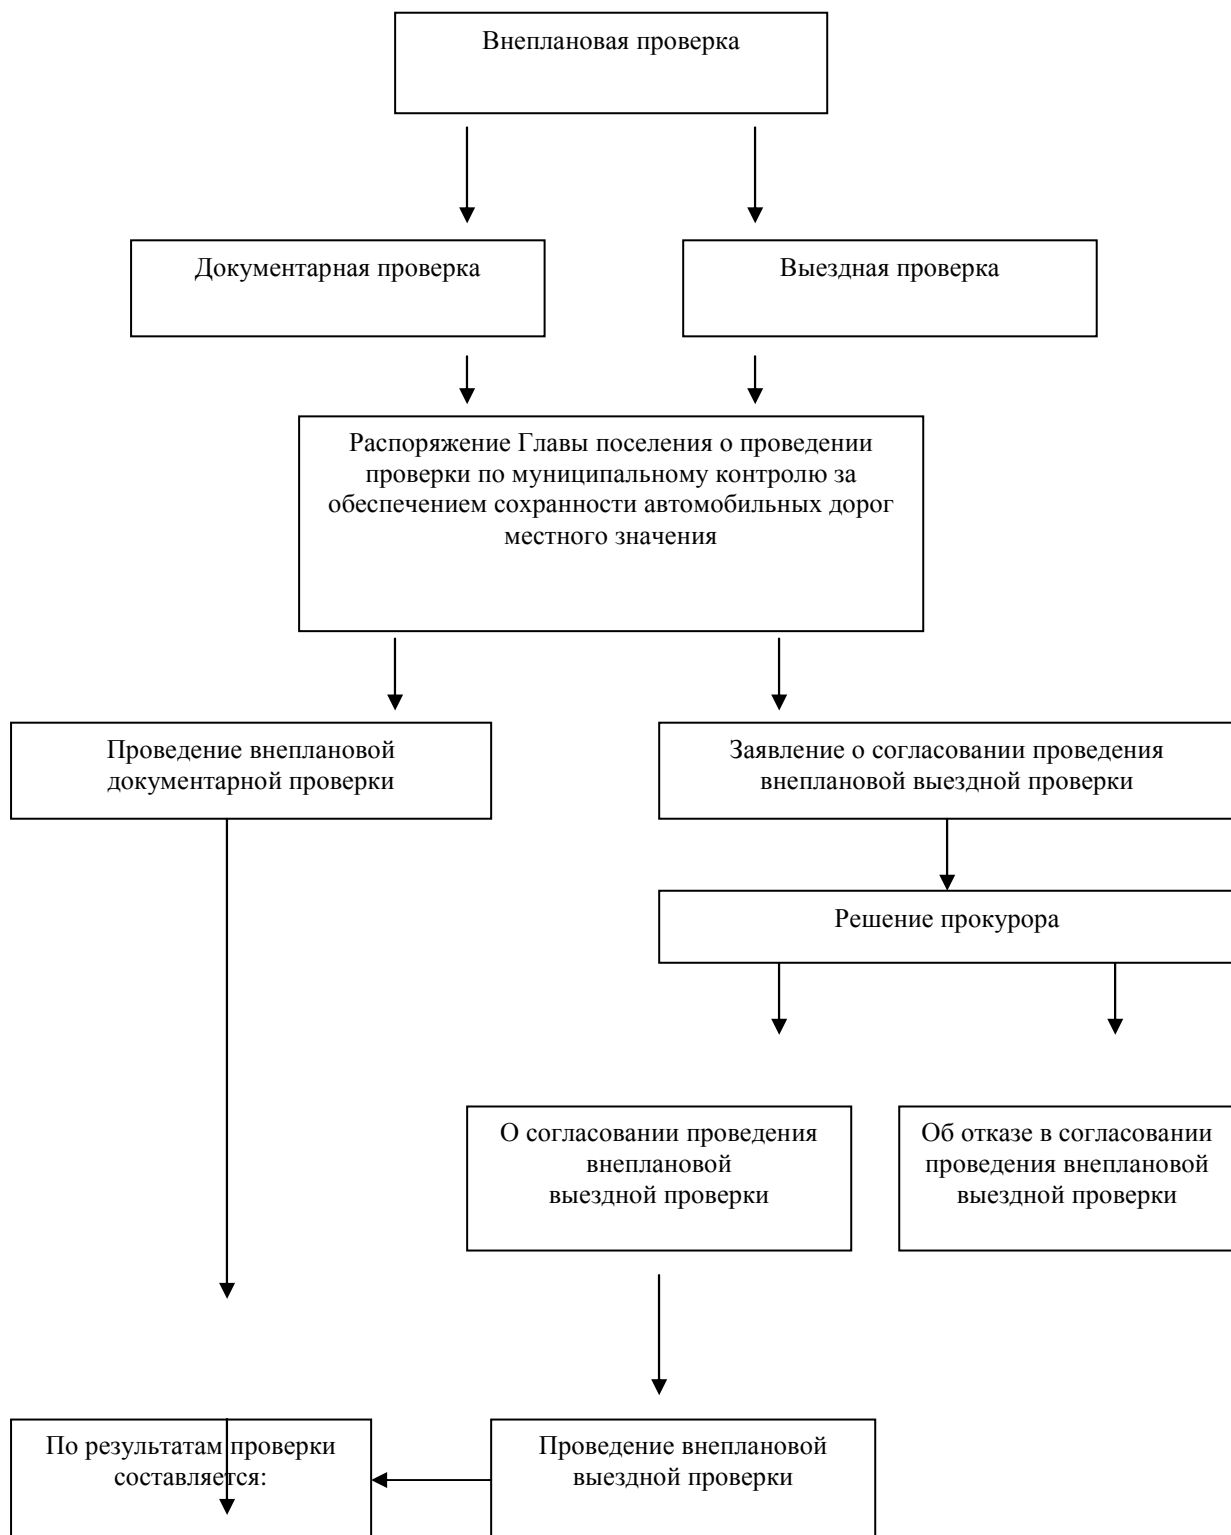 Внеплановая проверка
Документарная проверка
Выездная проверка
Распоряжение Главы поселения о проведении
проверки по муниципальному контролю за
обеспечением сохранности автомобильных дорог
местного значения
Проведение внеплановой
документарной проверки
Заявление о согласовании проведения
внеплановой выездной проверки
Решение прокурора
О согласовании проведения
внеплановой
выездной проверки
Об отказе в согласовании
проведения внеплановой
выездной проверки
По результатам проверки
составляется:
Проведение внеплановой
выездной проверки